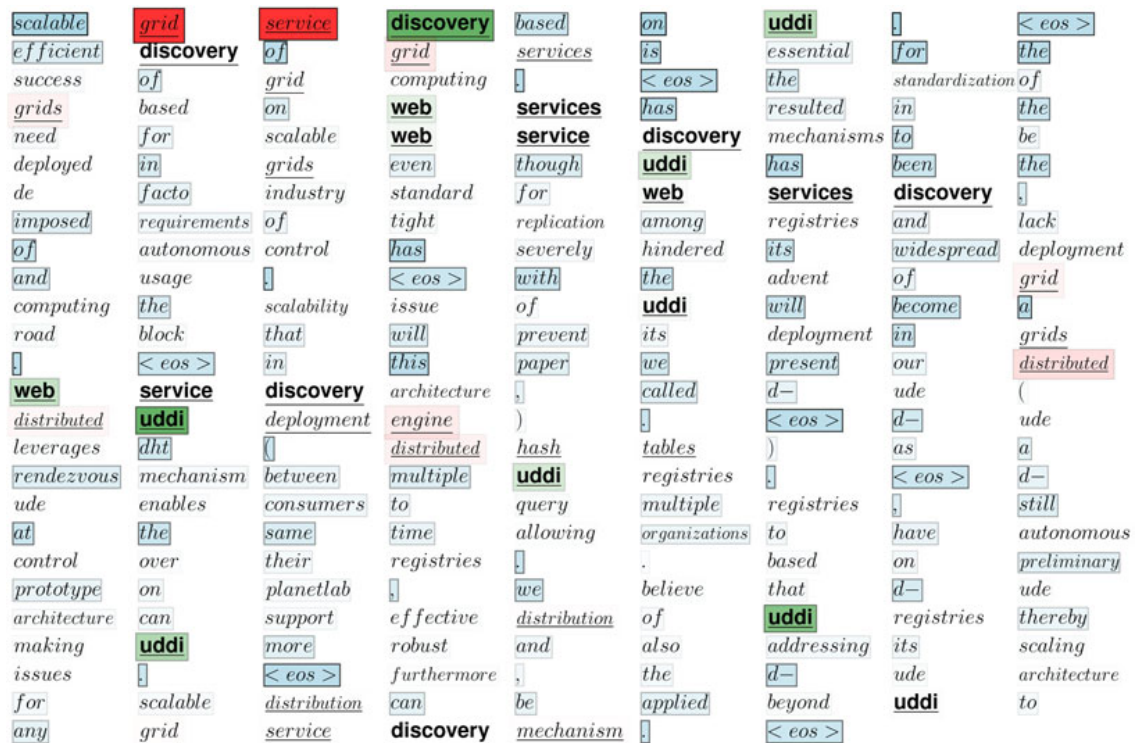 scalable grid service discovery based on uddi . < eos >
efficient discovery of grid services is essential for the
success of grid computing . < eos > the standardization of
grids based on web services has resulted in the
need for scalable web service discovery mechanisms to be
deployed in grids even though uddi has been the
de facto industry standard for web services discovery ,
imposed requirements of tight replication among registries and lack
of autonomous control has severely hindered its widespread deployment
and usage . < eos > with the advent of grid
computing the scalability issue of uddi will become a
road block that will prevent its deployment in grids
. < eos > in this paper we present our distributed
web service discovery architecture , called d- ude (
distributed uddi deployment engine ) . < eos > d- ude
leverages dht ( distributed hash tables ) as a
rendezvous mechanism between multiple uddi registries . < eos > d-
ude enables consumers to query multiple registries , still
at the same time allowing organizations to have autonomous
control over their registries . . based on preliminary
prototype on planetlab , we believe that d- ude
architecture can support effective distribution of uddi registries thereby
making uddi more robust and also addressing its scaling
issues . < eos > furthermore , the d- ude architecture
for scalable distribution can be applied beyond uddi to
any grid service discovery mechanism . < eos >